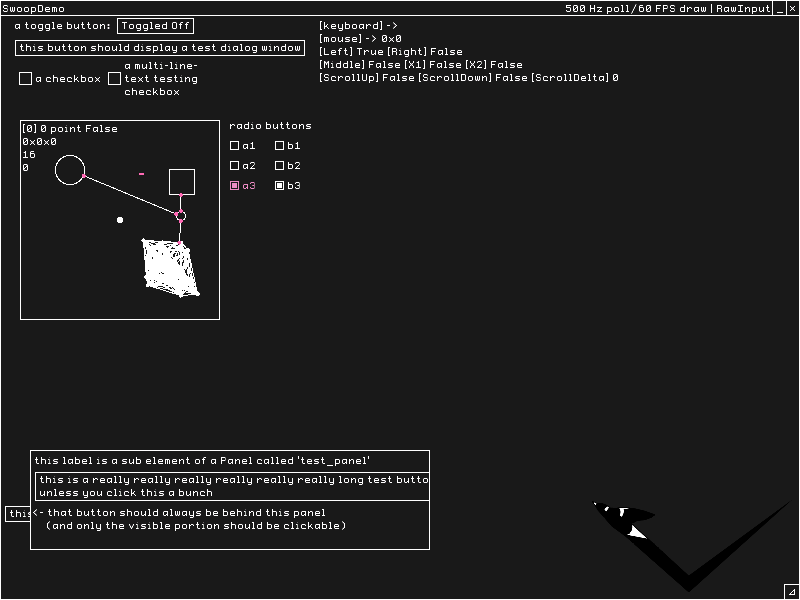 SwoopDemo
500 Hz poll/60 FPS draw | RawInput _ ×
a toggle button: Toggled Off
this button should display a test dialog window
a checkbox
a multi-line-
text testing
checkbox
[keyboard] ->
[mouse] -> 0x0
[Left] True [Right] False
[Middle] False [X1] False [X2] False
[ScrollUp] False [ScrollDown] False [ScrollDelta] 0
[0] 0 point False
0x0x0
16
0
radio buttons
a1 b1
a2 b2
a3 b3
this label is a sub element of a Panel called 'test_panel'
this is a really really really really really really long test butto
unless you click this a bunch
this
<- that button should always be behind this panel
(and only the visible portion should be clickable)